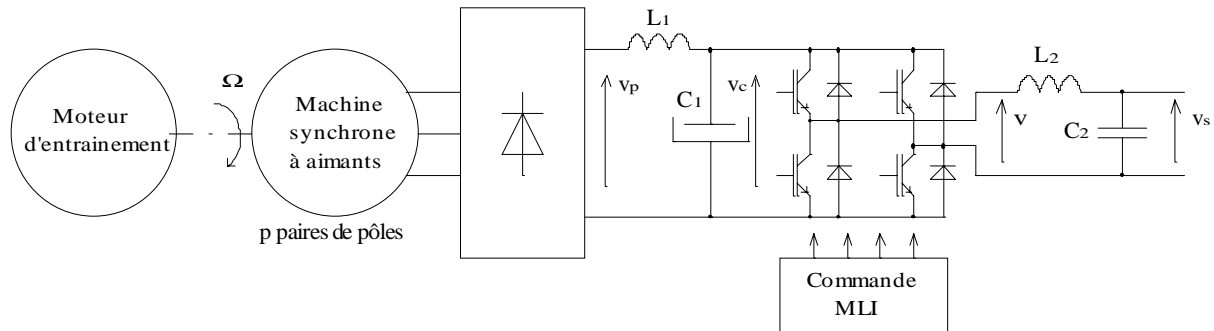 Moteur
d'entrainement
Ω
Machine
synchrone
à aimants
p paires de pôles
vp
L1
C1
vc
L2
v
C2
vs
Commande
MLI